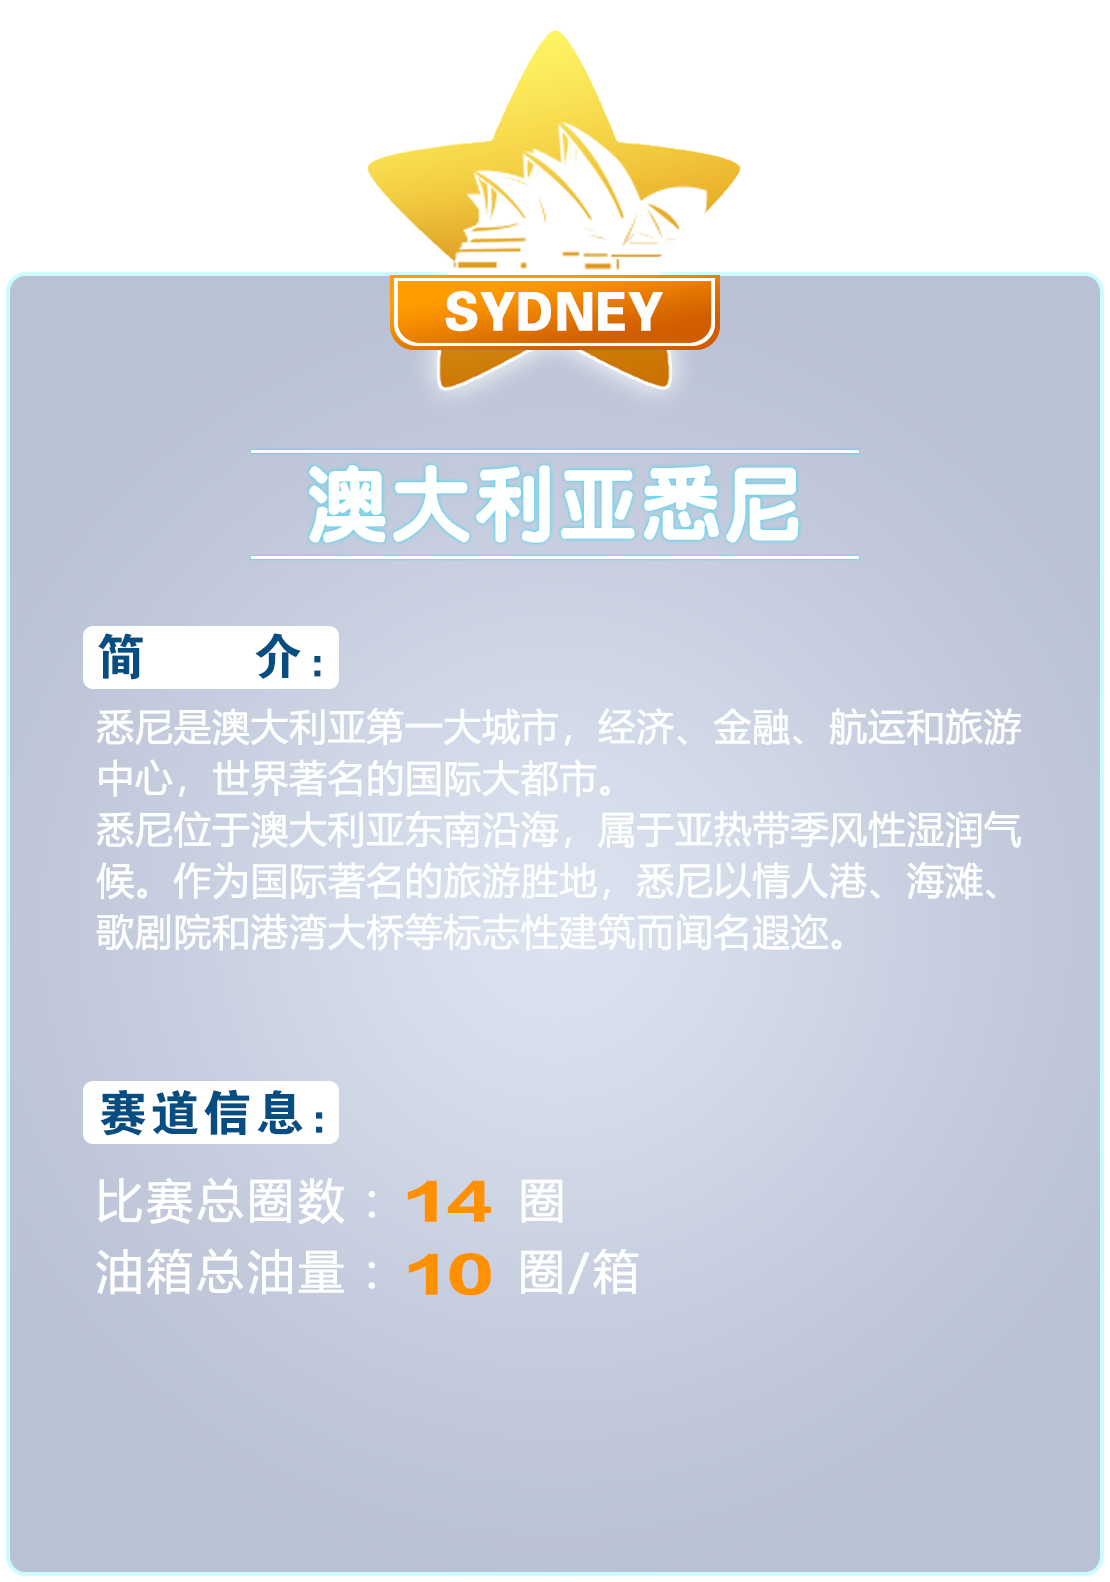 SYDNEY
澳大利亚悉尼
简 介：
悉尼是澳大利亚第一大城市，经济、金融、航运和旅游
中心，世界著名的国际大都市。
悉尼位于澳大利亚东南沿海，属于亚热带季风性湿润气
候。作为国际著名的旅游胜地，悉尼以情人港、海滩、
歌剧院和港湾大桥等标志性建筑而闻名遐迩。
赛道信息：
比赛总圈数：14 圈
油箱总油量：10 圈/箱